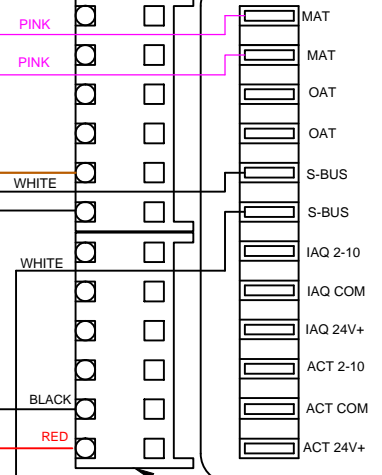 MAT
PINK
MAT
PINK
OAT
OAT
S-BUS
WHITE
S-BUS
IAQ 2-10
WHITE
IAQ COM
IAQ 24V+
ACT 2-10
BLACK
ACT COM
RED
ACT 24V+